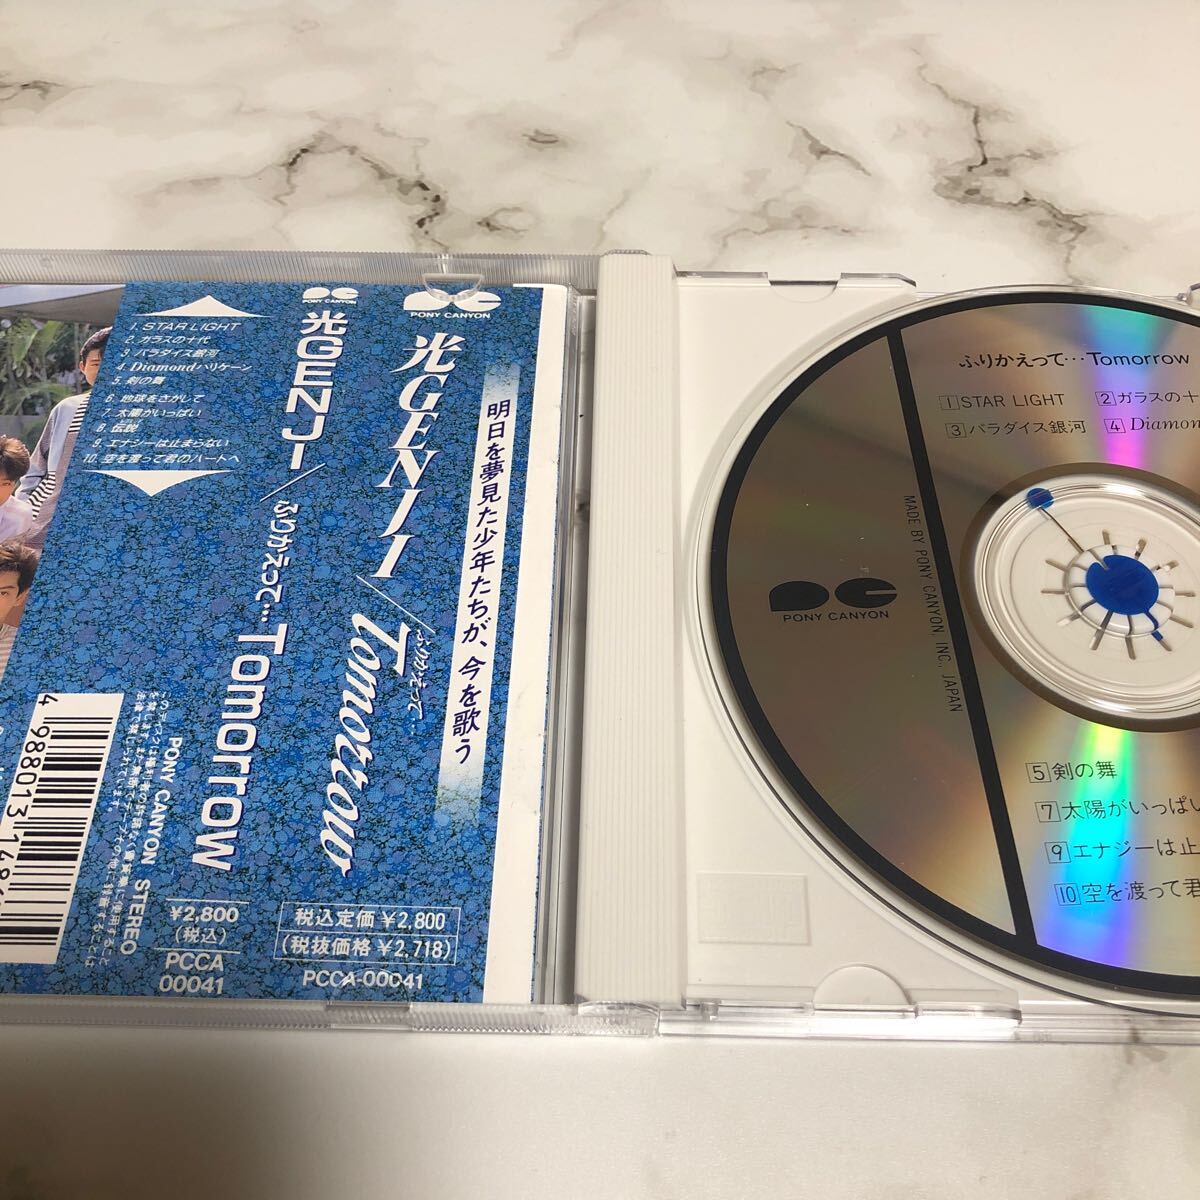 PONY CANYON
1. STAR LIGHT
2. ガラスの十代
3. パラダイス銀河
4. Diamondハリケーン
5. 剣の舞
6. 地球をさがして
7. 太陽がいっぱい
8. 伝説
9. エナジーは止まらない
10. 空を渡って君のハートへ
光GENJI/ふりかえって…Tomorrow
PONY CANYON STEREO
¥2,800
(税込)
PCCA
00041
4 988013 148
PONY CANYON
光GENJI/ふりかえって…Tomorrow
税込定価¥2,800
(税抜価格¥2,718)
PCCA-00041
明日を夢見た少年たちが、今を歌う
ふりかえって…Tomorrow
1 STAR LIGHT 2 ガラスの十
3 パラダイス銀河 4 Diamon
MADE BY PONY CANYON, INC., JAPAN
PONY CANYON
5 剣の舞
7 太陽がいっぱい
9 エナジーは止
10 空を渡って君